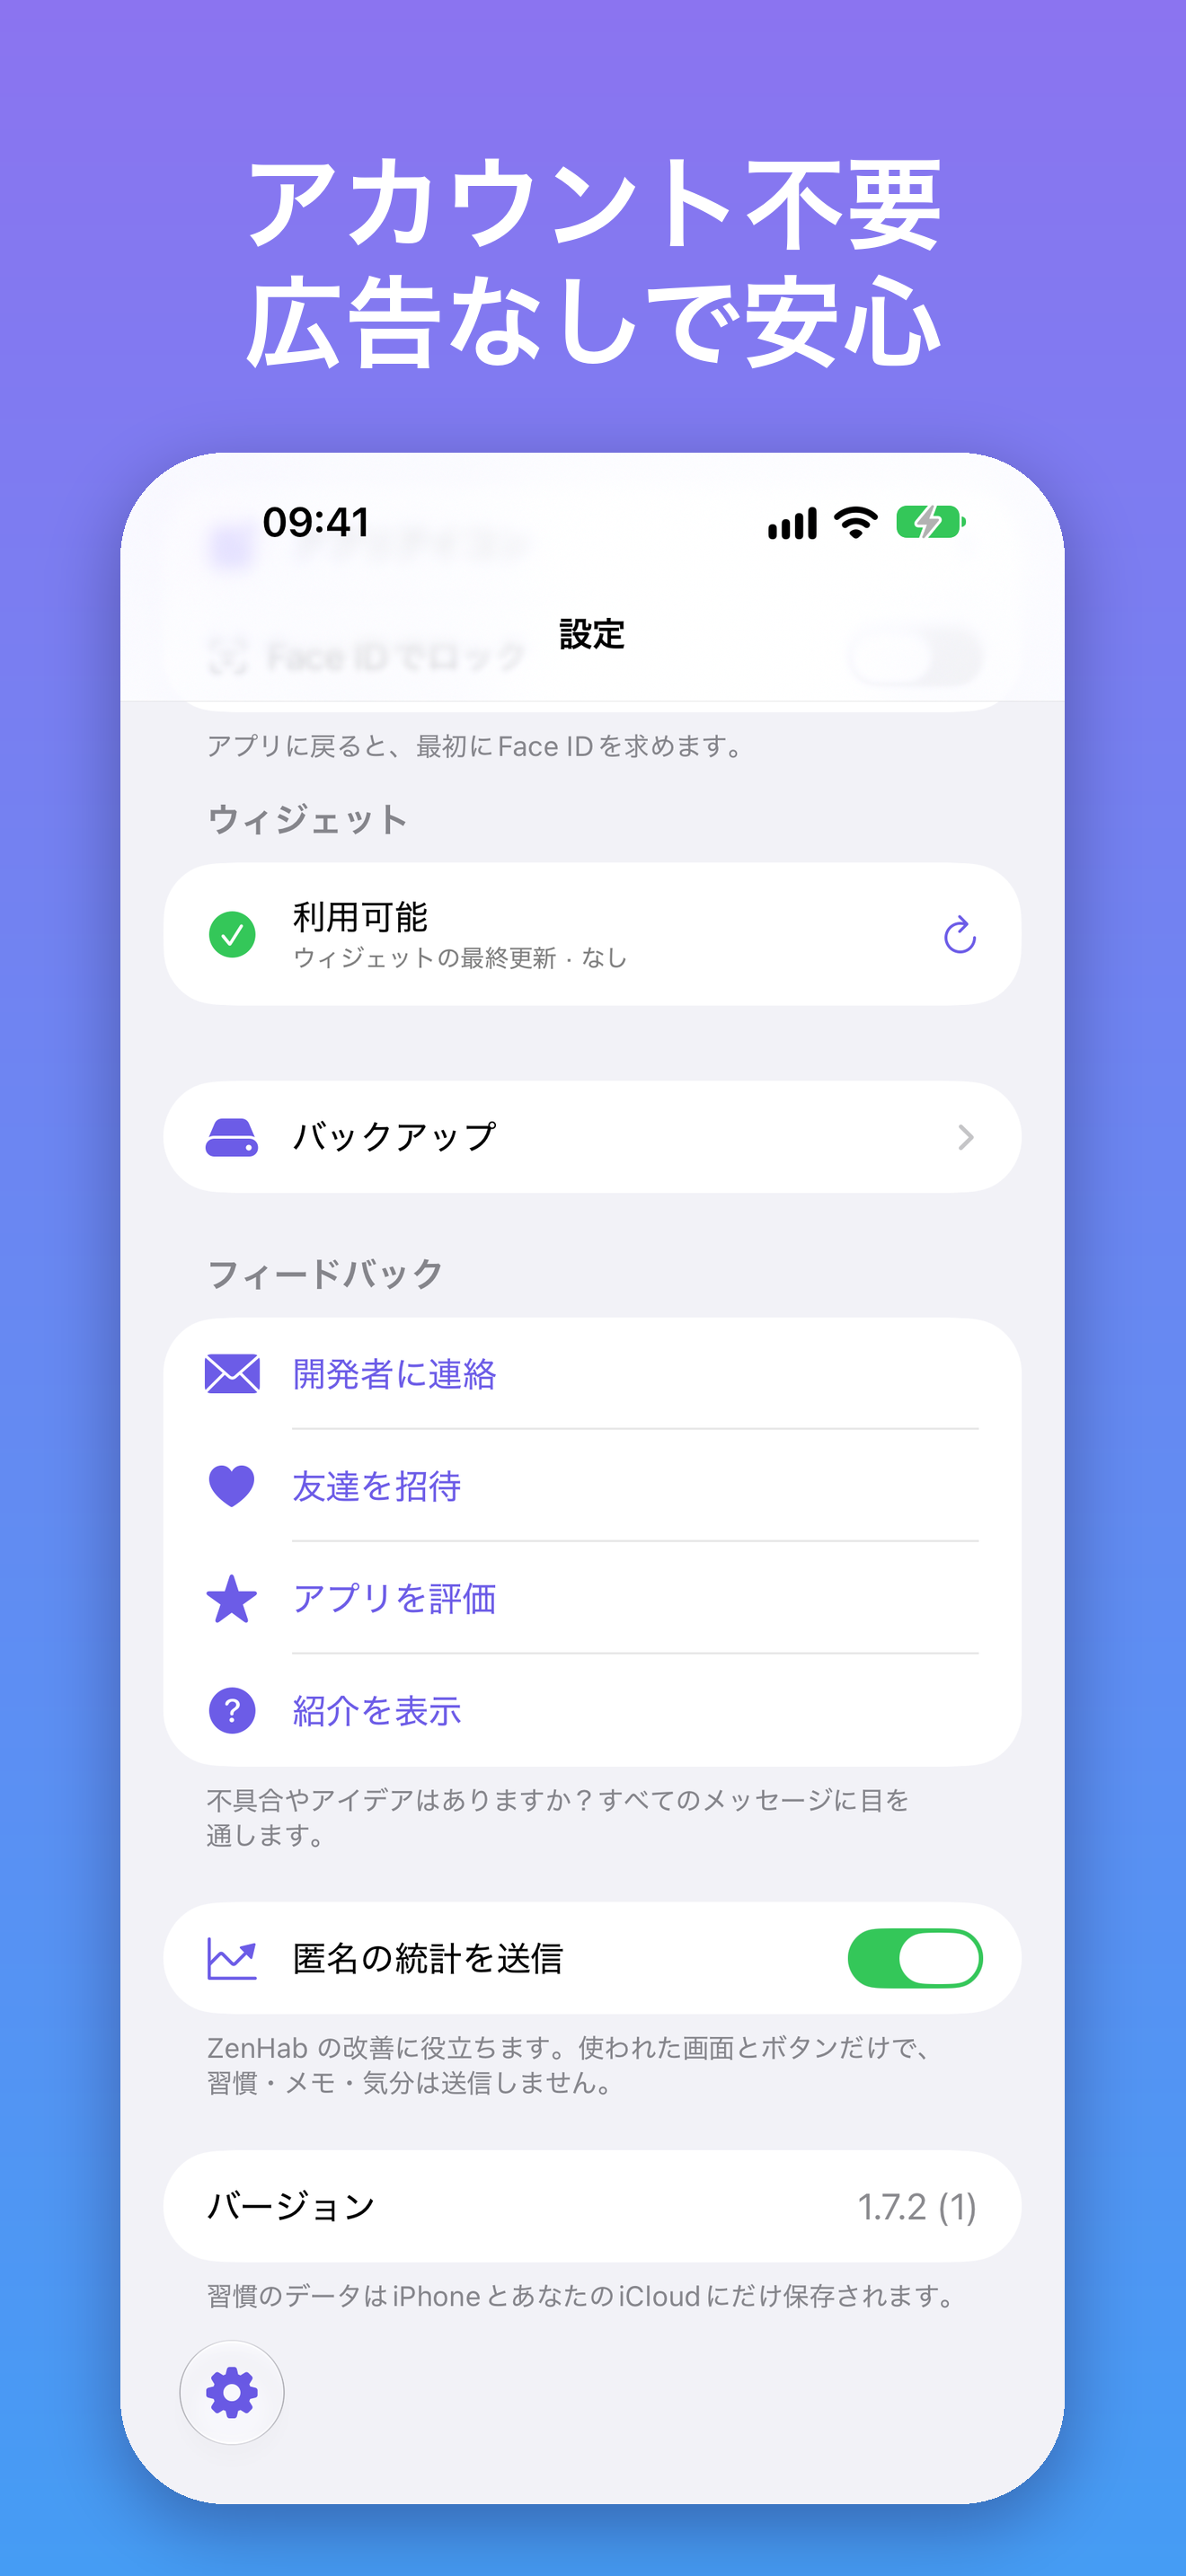 アカウント不要
広告なしで安心
09:41
設定
Face IDでロック
アプリに戻ると、最初にFace IDを求めます。
ウィジェット
利用可能
ウィジェットの最終更新 · なし
バックアップ
フィードバック
開発者に連絡
友達を招待
アプリを評価
紹介を表示
不具合やアイデアはありますか？すべてのメッセージに目を
通します。
匿名の統計を送信
ZenHab の改善に役立ちます。使われた画面とボタンだけで、
習慣・メモ・気分は送信しません。
バージョン
1.7.2 (1)
習慣のデータはiPhoneとあなたのiCloudにだけ保存されます。